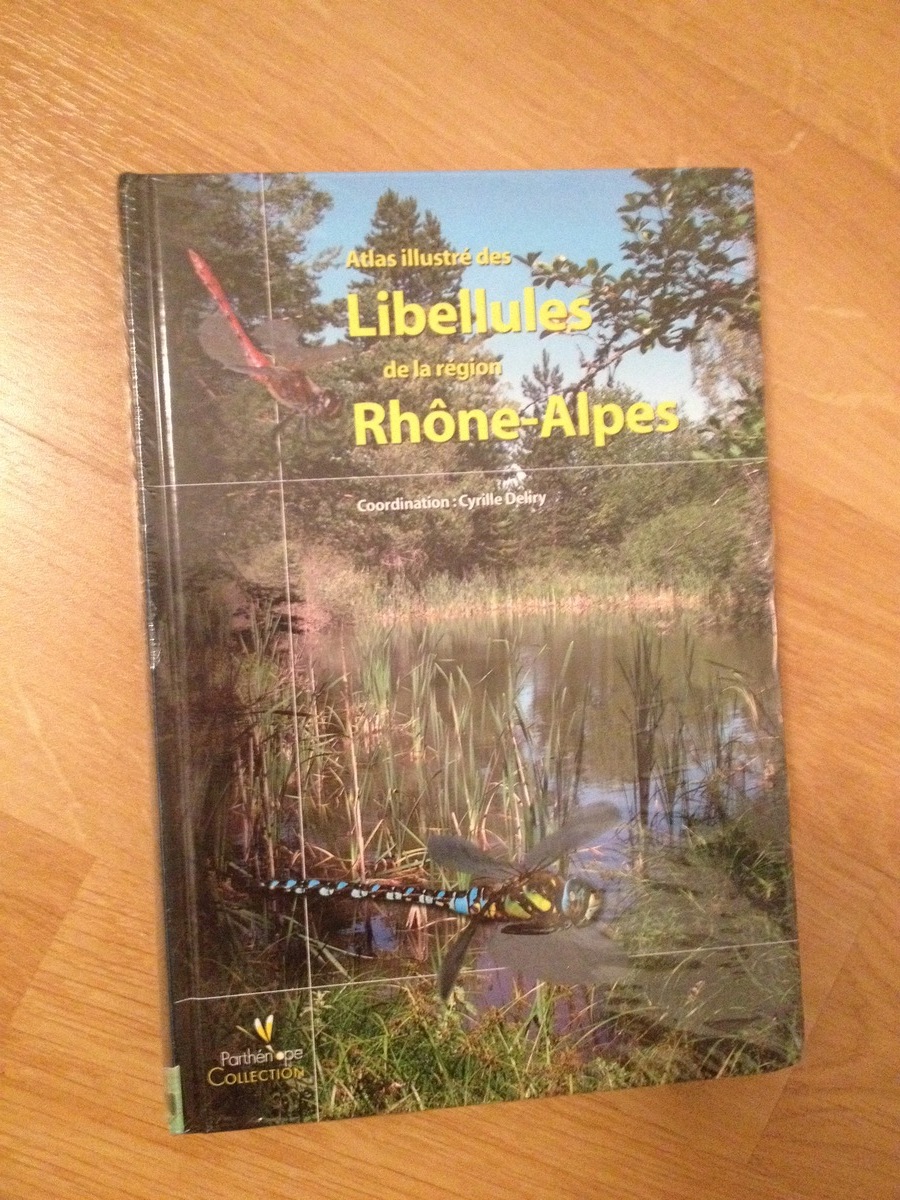 Atlas illustré des
Libellules
de la région
Rhône-Alpes
Coordination : Cyrille Deliry
Parthénope
COLLECTION